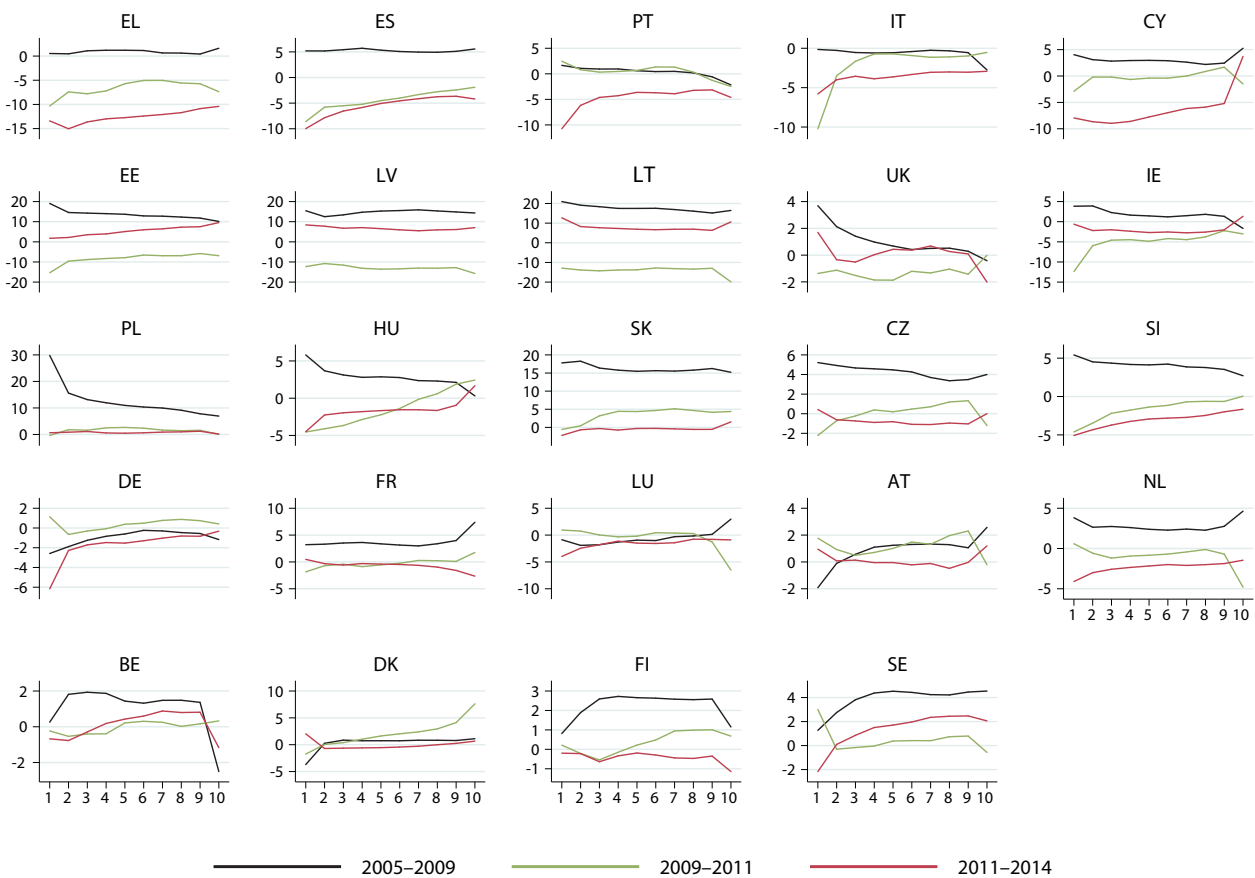 EL ES PT IT CY
0 5 5 0 5
-5 0 0 -5 0
-10 -5 -5 -10 -5
-15 -10 -10 -10
EE LV LT UK IE
20 20 20 4 5
10 10 10 2 0
0 0 0 0 -5
-10 -10 -10 -2 -10
-20 -20 -20 -15
PL HU SK CZ SI
30 5 20 6 5
20 0 15 4 0
10 -5 10 2 -5
0 5 0
0 -2
DE FR LU AT NL
2 10 5 4 5
0 5 0 2 0
-2 0 -5 0 -5
-4 -5 -10 -2
-6
1 2 3 4 5 6 7 8 9 10
BE DK FI SE
2 10 3 4
0 5 2 2
-2 0 1 0
-5 0 -2
-1
1 2 3 4 5 6 7 8 9 10 1 2 3 4 5 6 7 8 9 10 1 2 3 4 5 6 7 8 9 10 1 2 3 4 5 6 7 8 9 10
2005–2009 2009–2011 2011–2014